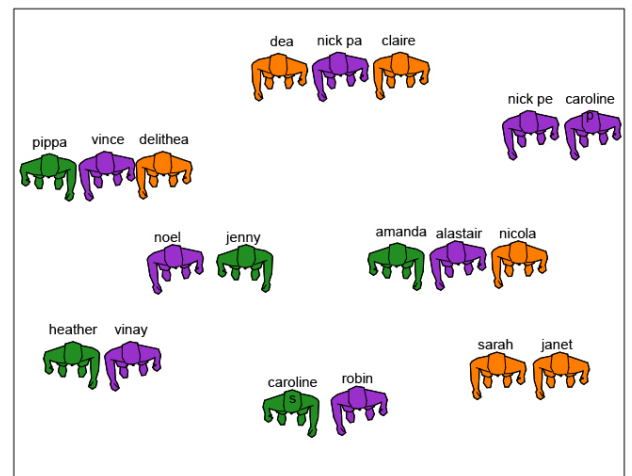 dea nick pa claire
nick pe caroline
p
pippa vince delithea
noel jenny
amanda alastair nicola
heather vinay
sarah janet
caroline robin
s